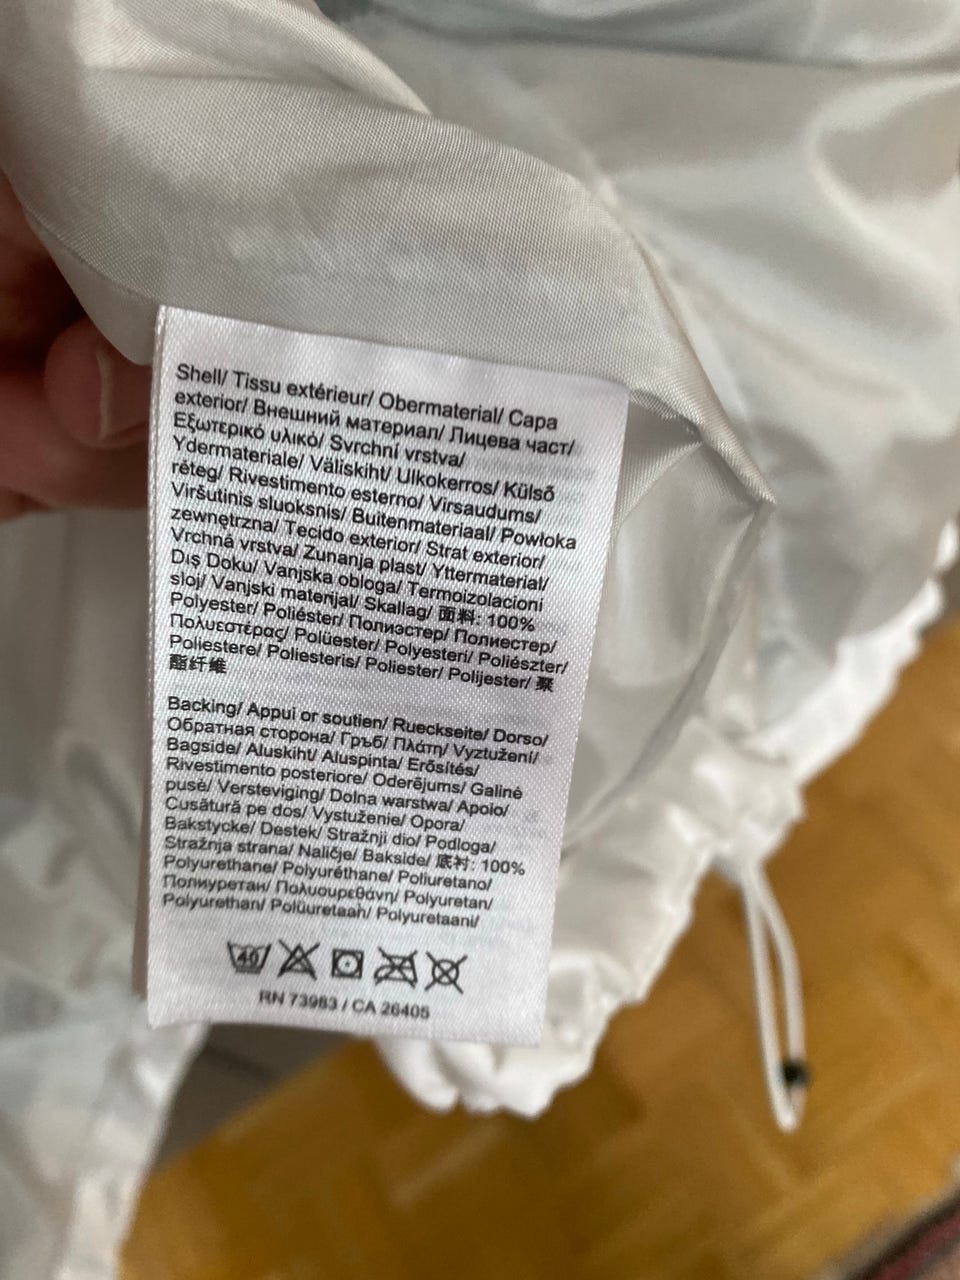 Shell/ Tissu extérieur/ Obermaterial/ Capa
exterior/ Внешний материал/ Лицева част/
Εξωτερικό υλικό/ Svrchní vrstva/
Ydermateriale/ Väliskiht/ Ulkokerros/ Külső
réteg/ Rivestimento esterno/ Virsaudums/
Viršutinis sluoksnis/ Buitenmateriaal/ Powłoka
zewnętrzna/ Tecido exterior/ Strat exterior/
Vrchná vrstva/ Zunanja plast/ Yttermaterial/
Dış Doku/ Vanjska obloga/ Termoizolacioni
sloj/ Vanjski materijal/ Skallag/ 面料: 100%
Polyester/ Poliéster/ Полиэстер/ Полиестер/
Πολυεστέρας/ Polüester/ Polyesteri/ Poliészter/
Poliestere/ Poliesteris/ Poliester/ Polijester/ 聚
酯纤维
Backing/ Appui or soutien/ Rueckseite/ Dorso/
Обратная сторона/ Гръб/ Πλάτη/ Vyztužení/
Bagside/ Aluskiht/ Aluspinta/ Erősítés/
Rivestimento posteriore/ Oderējums/ Galinė
pusė/ Versteviging/ Dolna warstwa/ Apoio/
Cusătură pe dos/ Vystuženie/ Opora/
Bakstycke/ Destek/ Stražnji dio/ Podloga/
Stražnja strana/ Naličje/ Bakside/ 底衬: 100%
Polyurethane/ Polyuréthane/ Poliuretano/
Полиуретан/ Πολυουρεθάνη/ Polyuretan/
Polyurethan/ Polüuretaan/ Polyuretaani/
40
RN 73983 / CA 26405